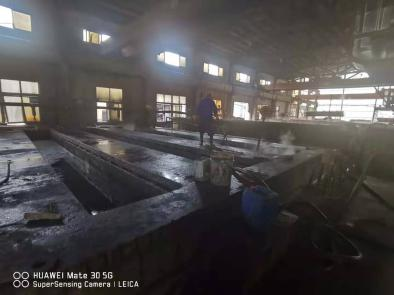 HUAWEI Mate 30 5G
SuperSensing Camera | LEICA